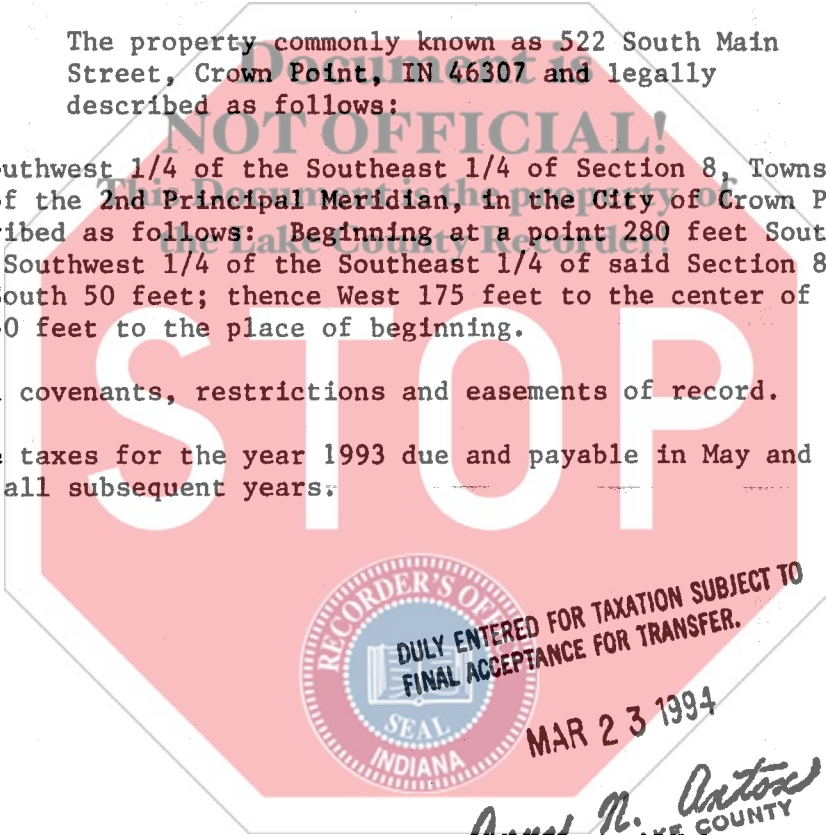 The property commonly known as 522 South Main
Document is
Street, Crown Point, IN 46307 and legally
described as follows:
NOT OFFICIAL!
uthwest 1/4 of the Southeast 1/4 of Section 8, Towns
This Document is the property of
f the 2nd Principal Meridian, in the City of Crown P
ibed as follows: Beginning at a point 280 feet Sout
the Lake County Recorder!
Southwest 1/4 of the Southeast 1/4 of said Section 8
outh 50 feet; thence West 175 feet to the center of
0 feet to the place of beginning.
STOP
covenants, restrictions and easements of record.
taxes for the year 1993 due and payable in May and
all subsequent years.
RECORDER'S OFFICE
DULY ENTERED FOR TAXATION SUBJECT TO
FINAL ACCEPTANCE FOR TRANSFER.
SEAL
INDIANA
MAR 23 1994
N. Anton
LAKE COUNTY